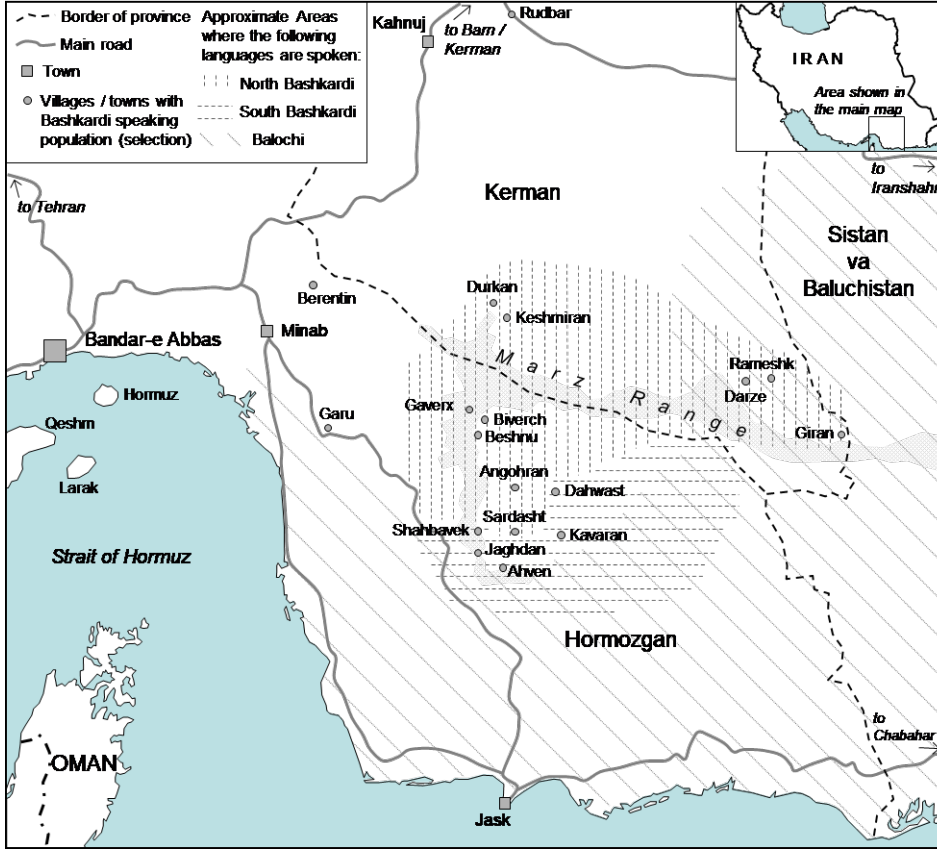 Border of province
Main road
Town
Villages / towns with
Bashkardi speaking
population (selection)
Approximate Areas
where the following
languages are spoken:
North Bashkardi
South Bashkardi
Balochi
Kahnuj
to Bam /
Kerman
Rudbar
IRAN
Area shown in
the main map
to
Iranshahr
to Tehran
Kerman
Sistan
va
Baluchistan
Berentin
Durkan
Keshmiran
Minab
Bandar-e Abbas
Marz Range
Rameshk
Darze
Hormuz
Qeshm
Garu
Gaverx
Biverch
Beshnu
Giran
Larak
Angohran
Dahwast
Sardasht
Shahbavek
Kavaran
Jaghdan
Ahven
Strait of Hormuz
Hormozgan
to
Chabahar
OMAN
Jask